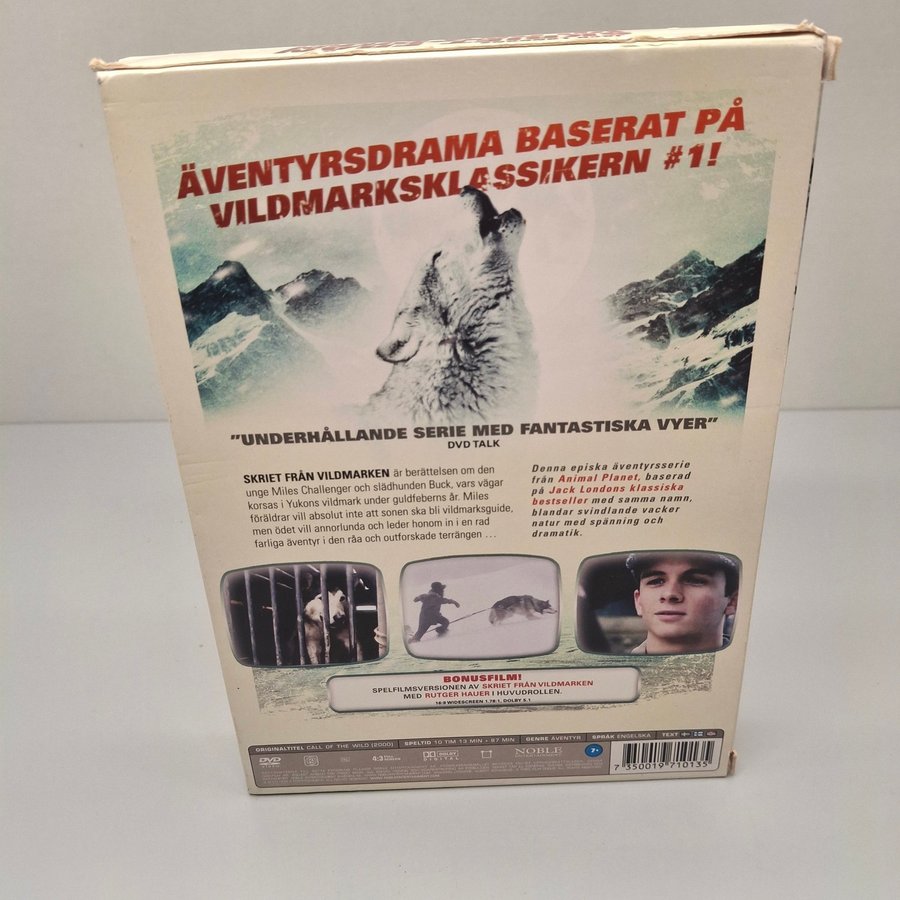 ÄVENTYRSDRAMA BASERAT PÅ
VILDMARKSKLASSIKERN #1!
"UNDERHÅLLANDE SERIE MED FANTASTISKA VYER"
DVD TALK
SKRIET FRÅN VILDMARKEN är berättelsen om den
unge Miles Challenger och slädhunden Buck, vars vägar
korsas i Yukons vildmark under guldfeberns år. Miles
föräldrar vill absolut inte att sonen ska bli vildmarksguide,
men ödet vill annorlunda och leder honom in i en rad
farliga äventyr i den råa och outforskade terrängen ...
Denna episka äventyrsserie
från Animal Planet, baserad
på Jack Londons klassiska
bestseller med samma namn,
blandar svindlande vacker
natur med spänning och
dramatik.
BONUSFILM!
SPELFILMSVERSIONEN AV SKRIET FRÅN VILDMARKEN
MED RUTGER HAUER I HUVUDROLLEN.
16:9 WIDESCREEN 1.78:1, DOLBY 5.1
ORIGINALTITEL CALL OF THE WILD (2000) SPELTID 10 TIM 13 MIN + 87 MIN GENRE ÄVENTYR SPRÅK ENGELSKA TEXT
DVD 4:3 DOLBY DIGITAL NOBLE 7+
7 350019 710135